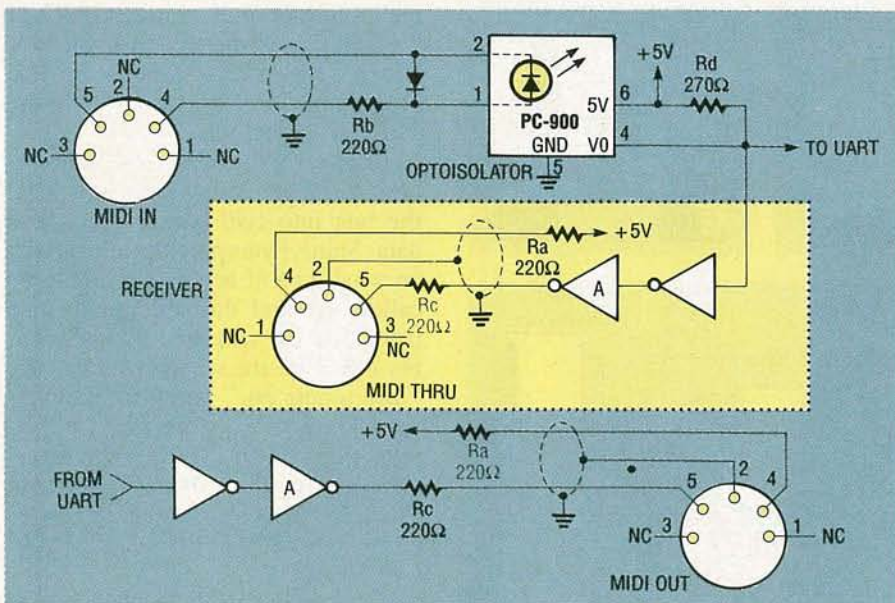 NC
2
5
4
NC
3
1
NC
MIDI IN
Rb
220Ω
2
1
PC-900
5V
GND
V0
5
OPTOISOLATOR
6
4
+5V
Rd
270Ω
TO UART
RECEIVER
4
2
5
NC
1
3
NC
MIDI THRU
Rc
220Ω
A
Ra
220Ω
+5V
FROM
UART
A
+5V
Ra
220Ω
Rc
220Ω
5
2
4
NC
3
1
NC
MIDI OUT